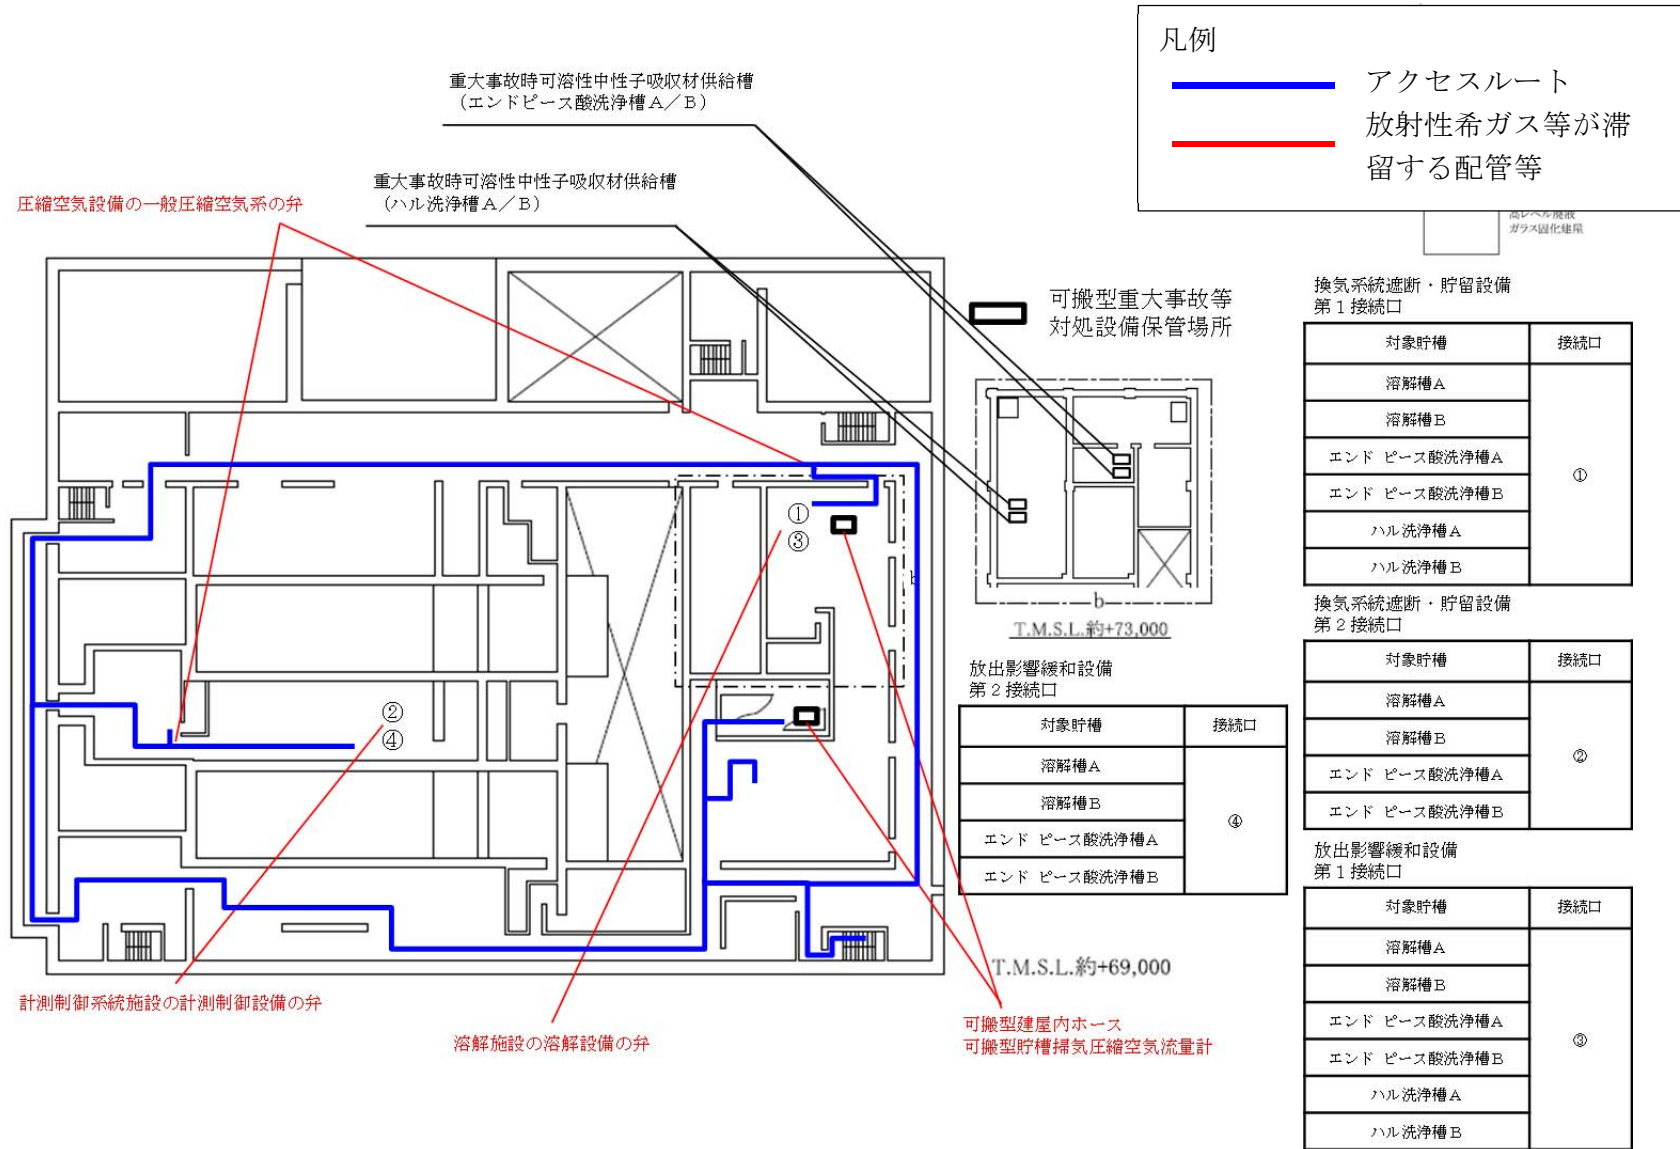 凡例
アクセスルート
放射性希ガス等が滞
留する配管等
高レベル廃液
ガラス固化建屋
重大事故時可溶性中性子吸収材供給槽
(エンドピース酸洗浄槽A/B)
重大事故時可溶性中性子吸収材供給槽
(ハル洗浄槽A/B)
圧縮空気設備の一般圧縮空気系の弁
可搬型重大事故等
対処設備保管場所
①
③
②
④
b
b
T.M.S.L.約+73,000
T.M.S.L.約+69,000
計測制御系統施設の計測制御設備の弁
溶解施設の溶解設備の弁
可搬型建屋内ホース
可搬型貯槽掃気圧縮空気流量計
放出影響緩和設備
第2接続口
対象貯槽 接続口
溶解槽A
溶解槽B
エンド ピース酸洗浄槽A
エンド ピース酸洗浄槽B
④
換気系統遮断・貯留設備
第1接続口
対象貯槽 接続口
溶解槽A
溶解槽B
エンド ピース酸洗浄槽A
エンド ピース酸洗浄槽B
ハル洗浄槽A
ハル洗浄槽B
①
換気系統遮断・貯留設備
第2接続口
対象貯槽 接続口
溶解槽A
溶解槽B
エンド ピース酸洗浄槽A
エンド ピース酸洗浄槽B
②
放出影響緩和設備
第1接続口
対象貯槽 接続口
溶解槽A
溶解槽B
エンド ピース酸洗浄槽A
エンド ピース酸洗浄槽B
ハル洗浄槽A
ハル洗浄槽B
③